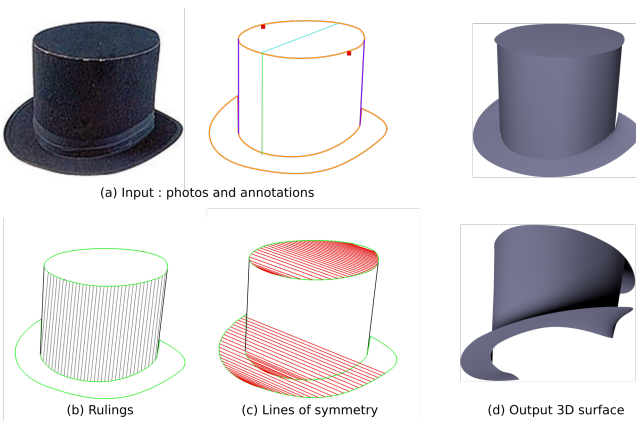 (a) Input : photos and annotations
(b) Rulings
(c) Lines of symmetry
(d) Output 3D surface